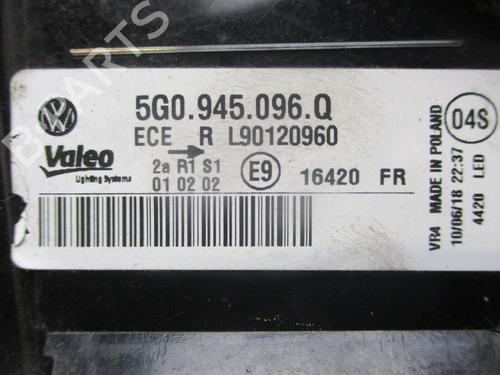 5G0.945.096.Q
ECE R L90120960
Valeo
Lighting Systems
2a R1 S1
01 02 02
E9
16420 FR
04S
VR4 MADE IN POLAND
10/06/18 22:37
4420 LED